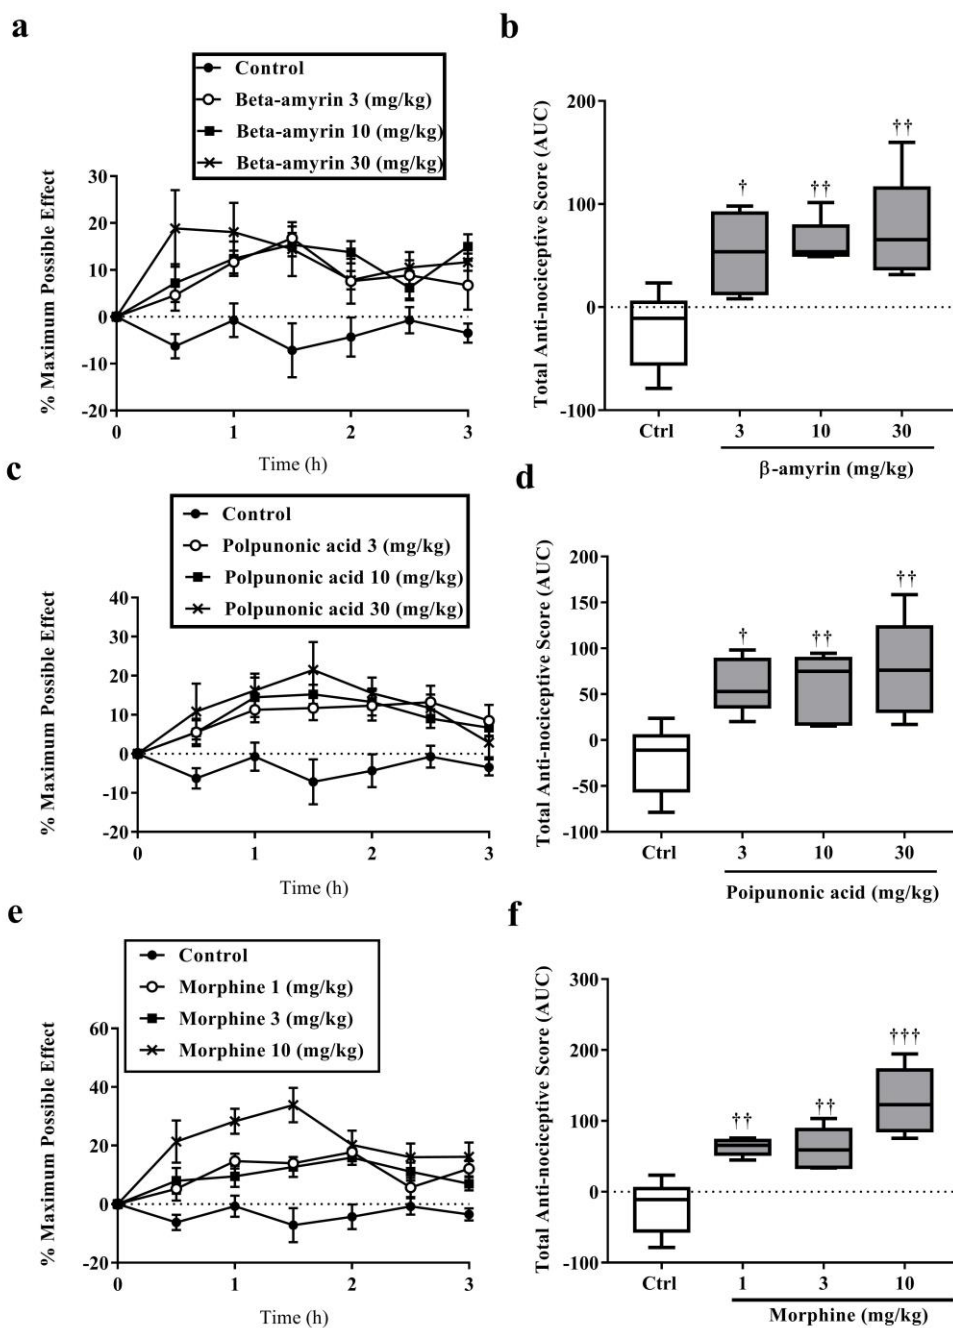 a
Control
Beta-amyrin 3 (mg/kg)
Beta-amyrin 10 (mg/kg)
Beta-amyrin 30 (mg/kg)
% Maximum Possible Effect
30
20
10
0
-10
-20
0
1
2
3
Time (h)
b
Total Anti-nociceptive Score (AUC)
200
100
0
-100
†
††
††
Ctrl
3
10
30
β-amyrin (mg/kg)
c
Control
Polpunonic acid 3 (mg/kg)
Polpunonic acid 10 (mg/kg)
Polpunonic acid 30 (mg/kg)
% Maximum Possible Effect
40
30
20
10
0
-10
-20
0
1
2
3
Time (h)
d
Total Anti-nociceptive Score (AUC)
200
150
100
50
0
-50
-100
†
††
††
Ctrl
3
10
30
Poipunonic acid (mg/kg)
e
Control
Morphine 1 (mg/kg)
Morphine 3 (mg/kg)
Morphine 10 (mg/kg)
% Maximum Possible Effect
60
40
20
0
-20
0
1
2
3
Time (h)
f
Total Anti-nociceptive Score (AUC)
300
200
100
0
-100
††
††
†††
Ctrl
1
3
10
Morphine (mg/kg)